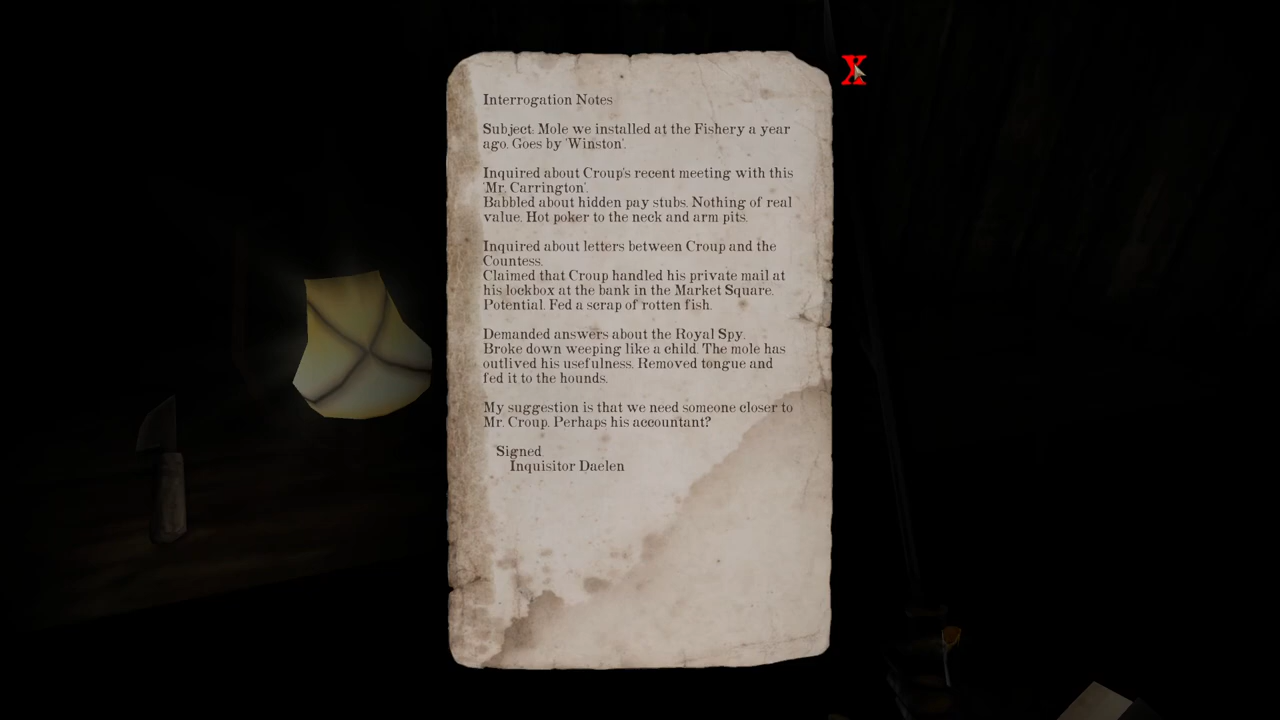 Interrogation Notes
Subject: Mole we installed at the Fishery a year
ago. Goes by 'Winston'.
Inquired about Croup's recent meeting with this
'Mr. Carrington'.
Babbled about hidden pay stubs. Nothing of real
value. Hot poker to the neck and arm pits.
Inquired about letters between Croup and the
Countess.
Claimed that Croup handled his private mail at
his lockbox at the bank in the Market Square.
Potential. Fed a scrap of rotten fish.
Demanded answers about the Royal Spy.
Broke down weeping like a child. The mole has
outlived his usefulness. Removed tongue and
fed it to the hounds.
My suggestion is that we need someone closer to
Mr. Croup. Perhaps his accountant?
Signed,
Inquisitor Daelen
X